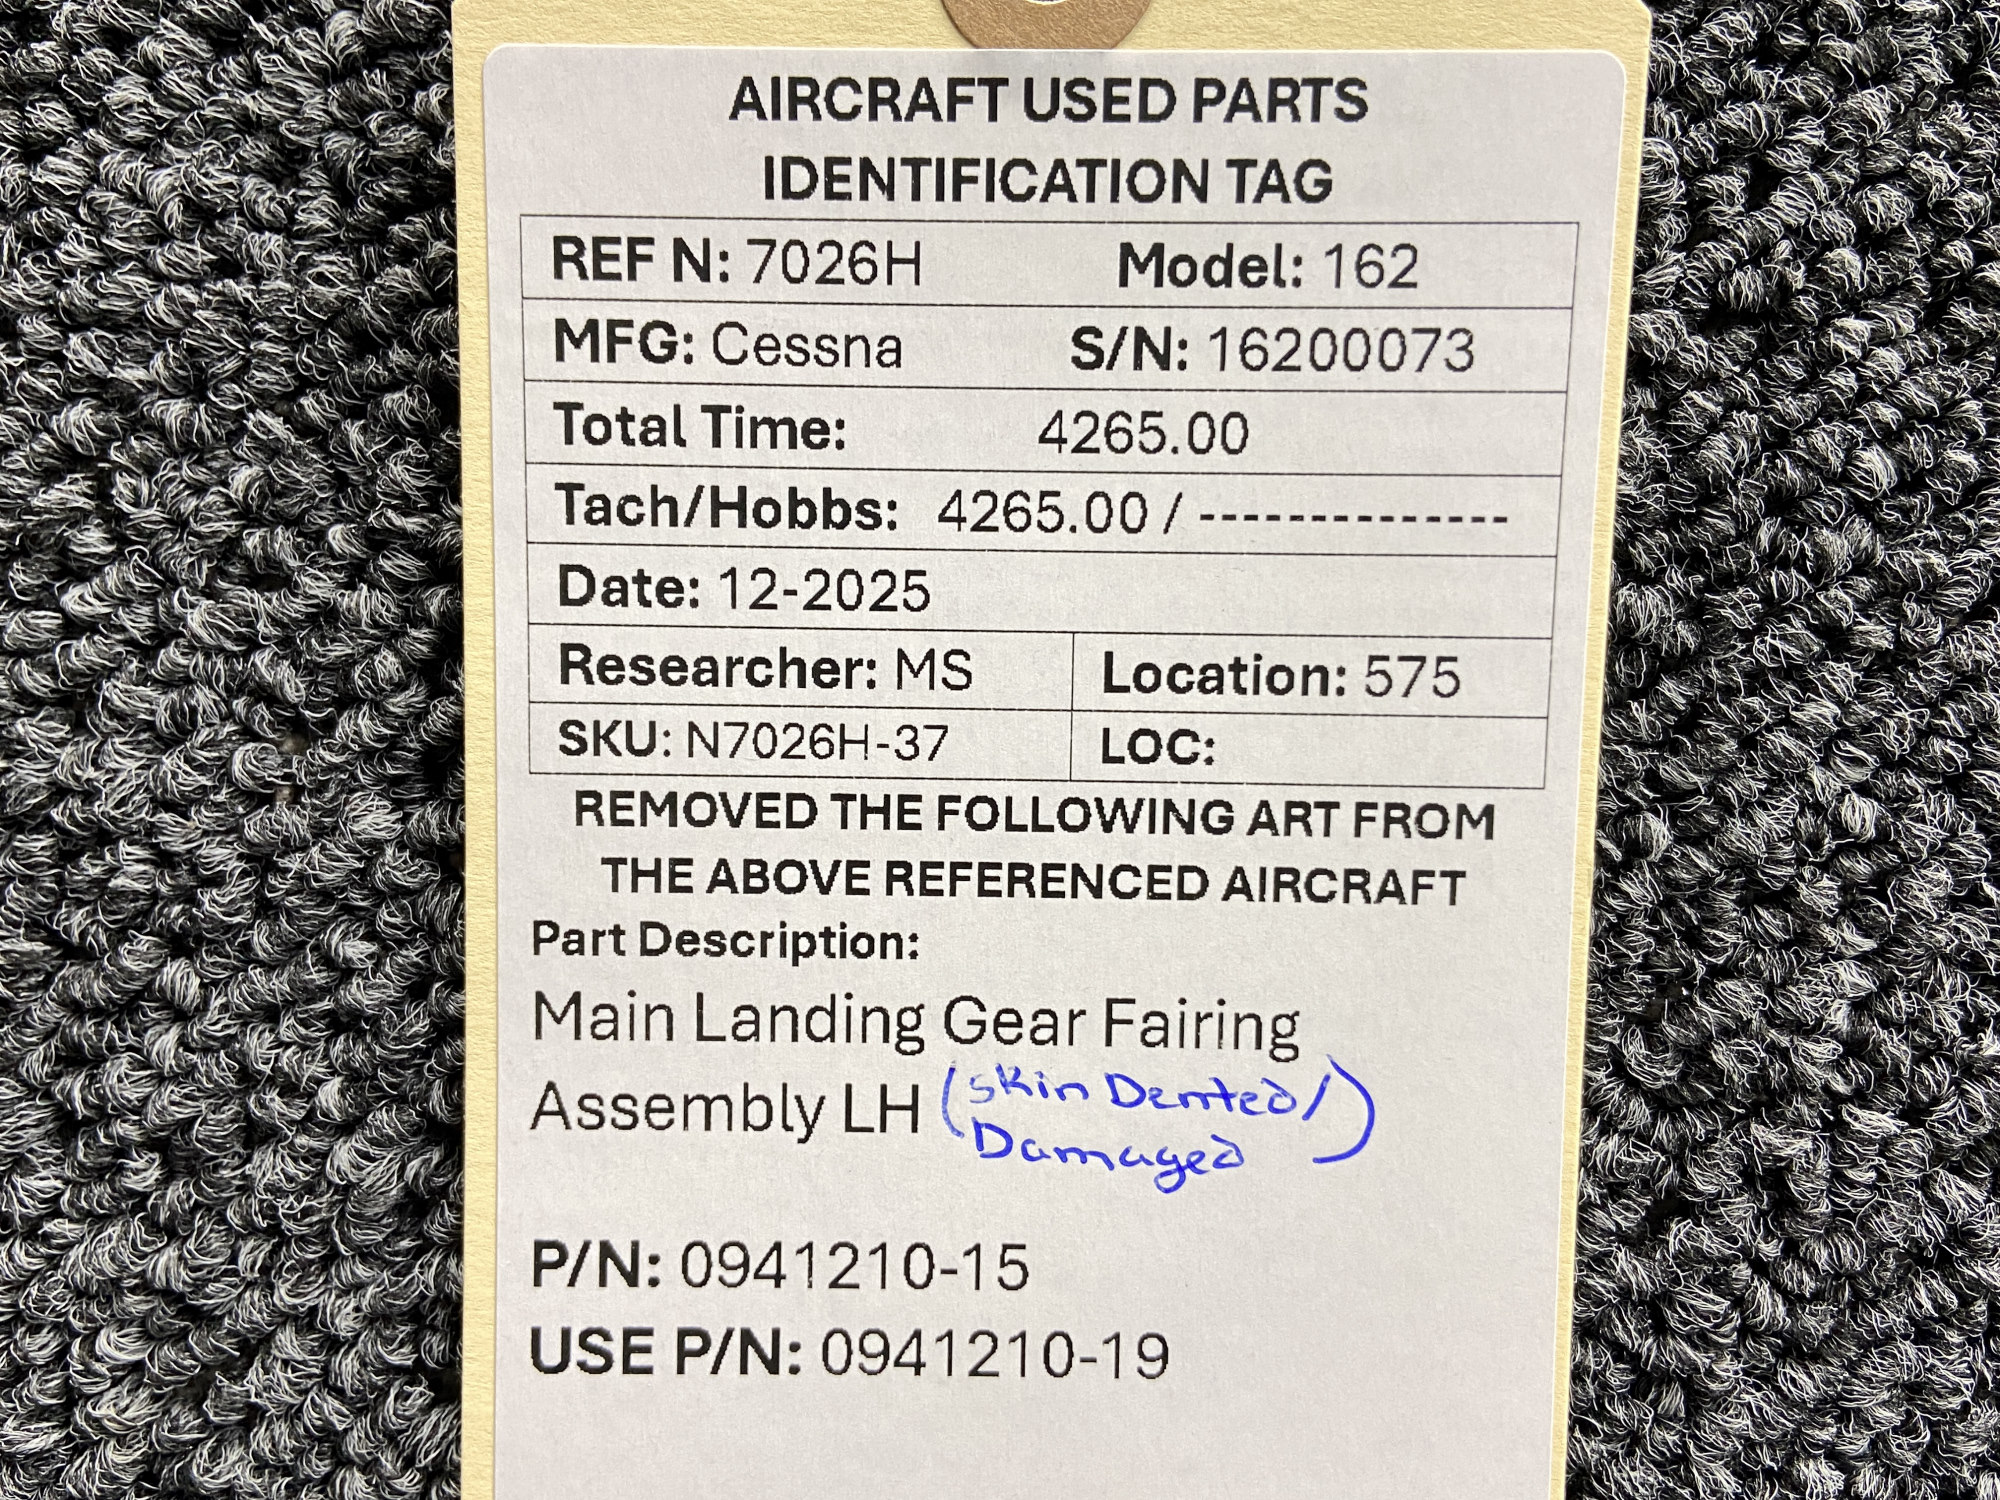 AIRCRAFT USED PARTS
IDENTIFICATION TAG
REF N: 7026H Model: 162
MFG: Cessna S/N: 16200073
Total Time: 4265.00
Tach/Hobbs: 4265.00 / --------------
Date: 12-2025
Researcher: MS Location: 575
SKU: N7026H-37 LOC:
REMOVED THE FOLLOWING ART FROM
THE ABOVE REFERENCED AIRCRAFT
Part Description:
Main Landing Gear Fairing
Assembly LH (Skin Dented/
Damaged)
P/N: 0941210-15
USE P/N: 0941210-19